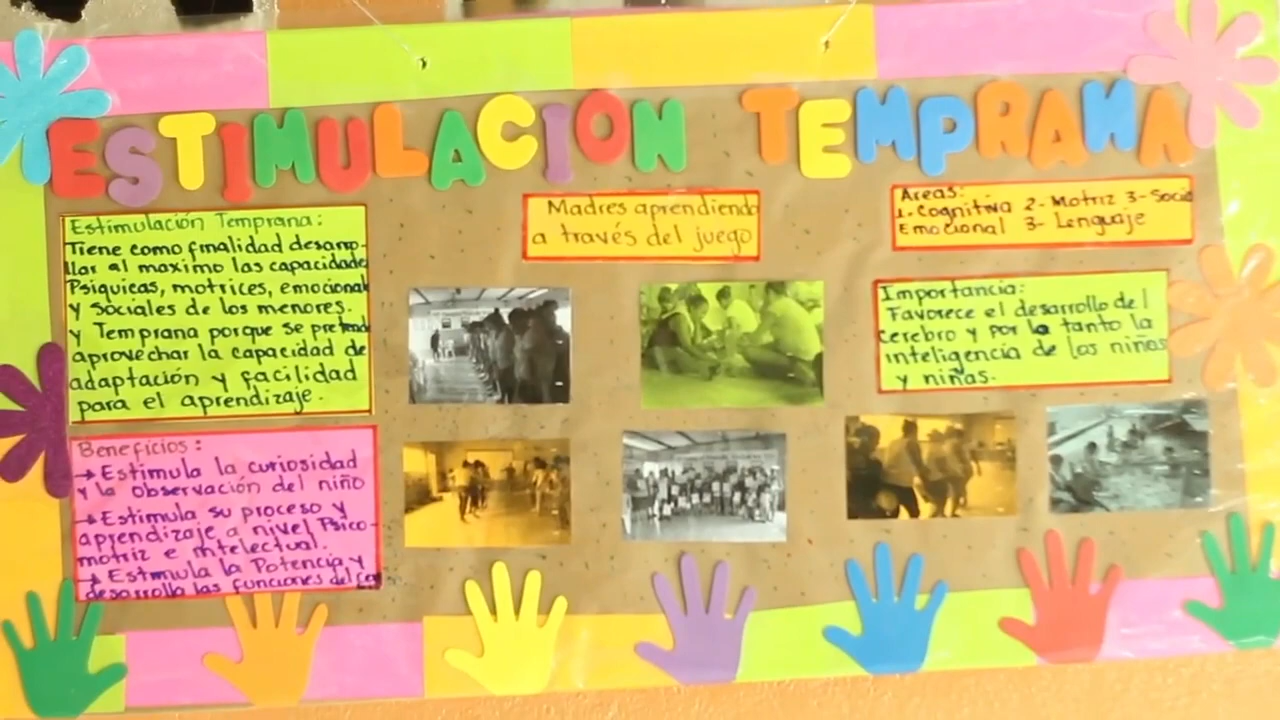 ESTIMULACION TEMPRANA
Estimulación Temprana:
Tiene como finalidad desarro-
llar al maximo las capacidades
Psiquicas, motrices, emocional
y sociales de los menores.
y Temprana porque se pretende
aprovechar la capacidad de
adaptación y facilidad
para el aprendizaje.
Beneficios:
→ Estimula la curiosidad
y la observación del niño
→ Estimula su proceso y
aprendizaje a nivel Psico-
motriz e intelectual.
→ Estimula la Potencia y
desarrolla las funciones del
Madres aprendiendo
a través del juego
Areas:
1. Cognitiva 2- Motriz 3- Socio
Emocional 3- Lenguaje
Importancia:
Favorece el desarrollo del
cerebro y por lo tanto la
inteligencia de los niños
y niñas.